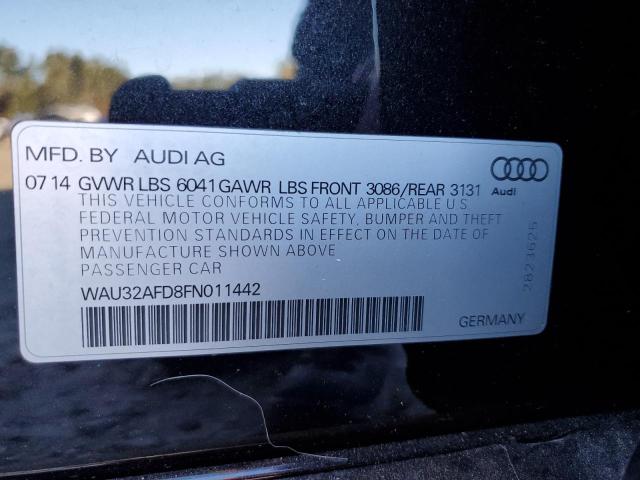 MFD. BY AUDI AG
07 14 GVWR LBS 6041 GAWR LBS FRONT 3086/REAR 3131
Audi
THIS VEHICLE CONFORMS TO ALL APPLICABLE U.S.
FEDERAL MOTOR VEHICLE SAFETY, BUMPER AND THEFT
PREVENTION STANDARDS IN EFFECT ON THE DATE OF
MANUFACTURE SHOWN ABOVE
PASSENGER CAR
WAU32AFD8FN011442
GERMANY
2823625